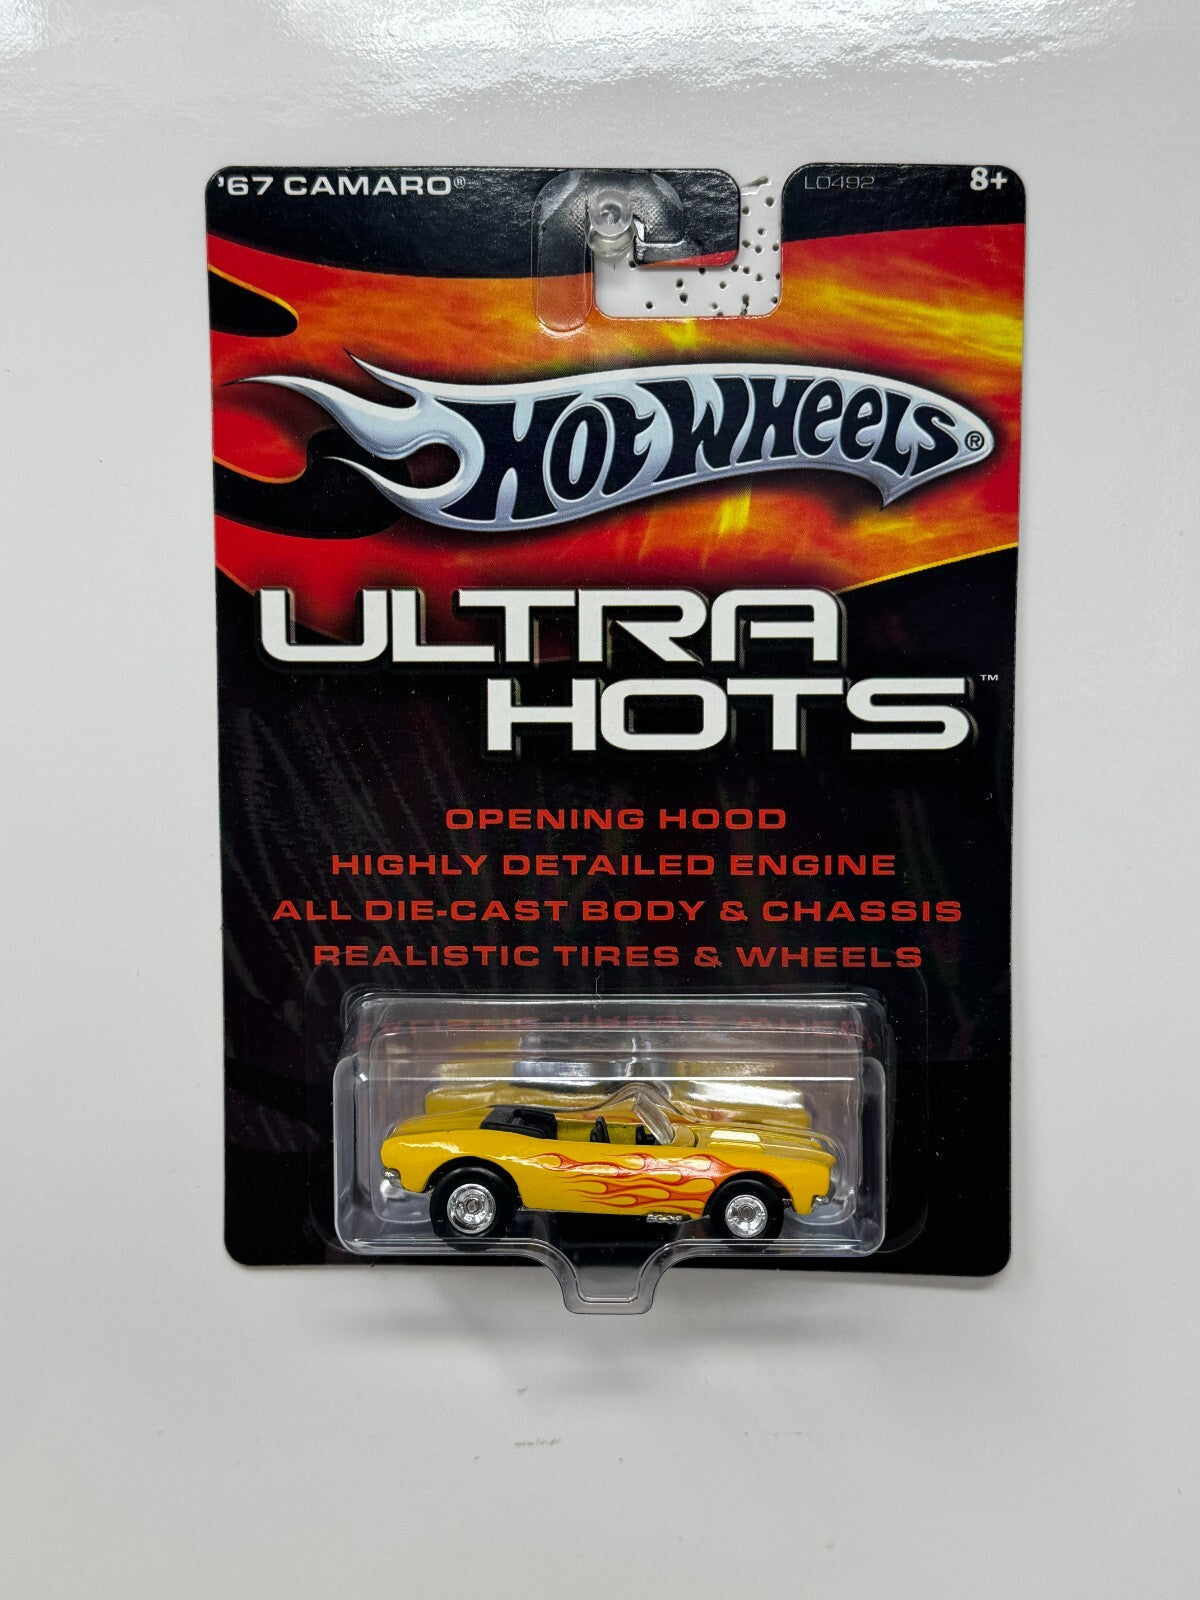 '67 CAMARO®
L0492
8+
HOT WHEELS®
ULTRA
HOTS™
OPENING HOOD
HIGHLY DETAILED ENGINE
ALL DIE-CAST BODY & CHASSIS
REALISTIC TIRES & WHEELS